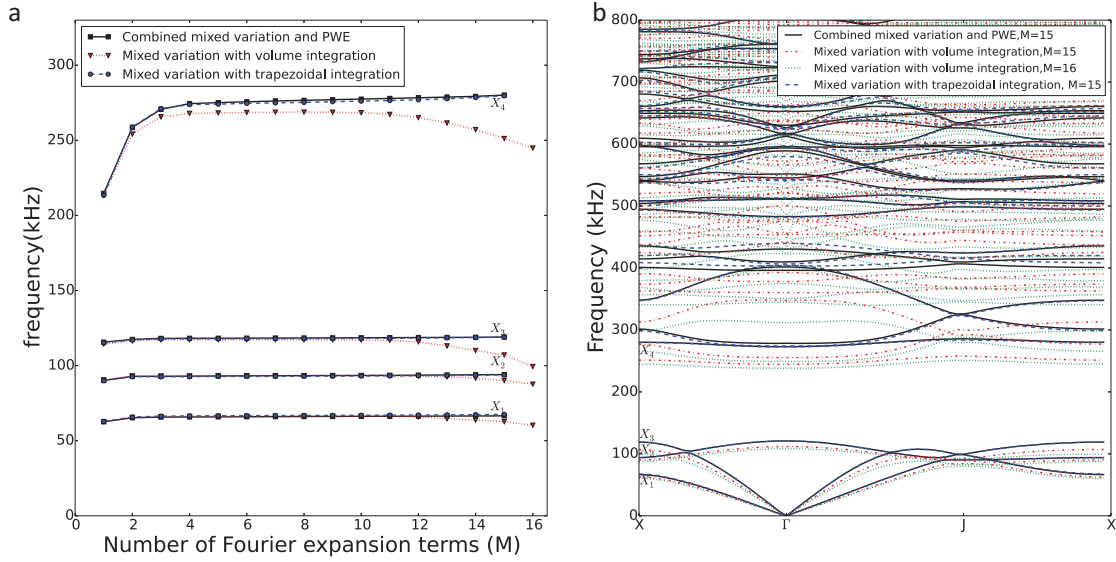 a
Combined mixed variation and PWE
Mixed variation with volume integration
Mixed variation with trapezoidal integration
300
250
200
150
100
50
0
frequency(kHz)
X4
X3
X2
X1
0 2 4 6 8 10 12 14 16
Number of Fourier expansion terms (M)
b
Combined mixed variation and PWE,M=15
Mixed variation with volume integration,M=15
Mixed variation with volume integration,M=16
Mixed variation with trapezoidal integration, M=15
800
700
600
500
400
300
200
100
0
Frequency (kHz)
X4
X3
X1
X Γ J X